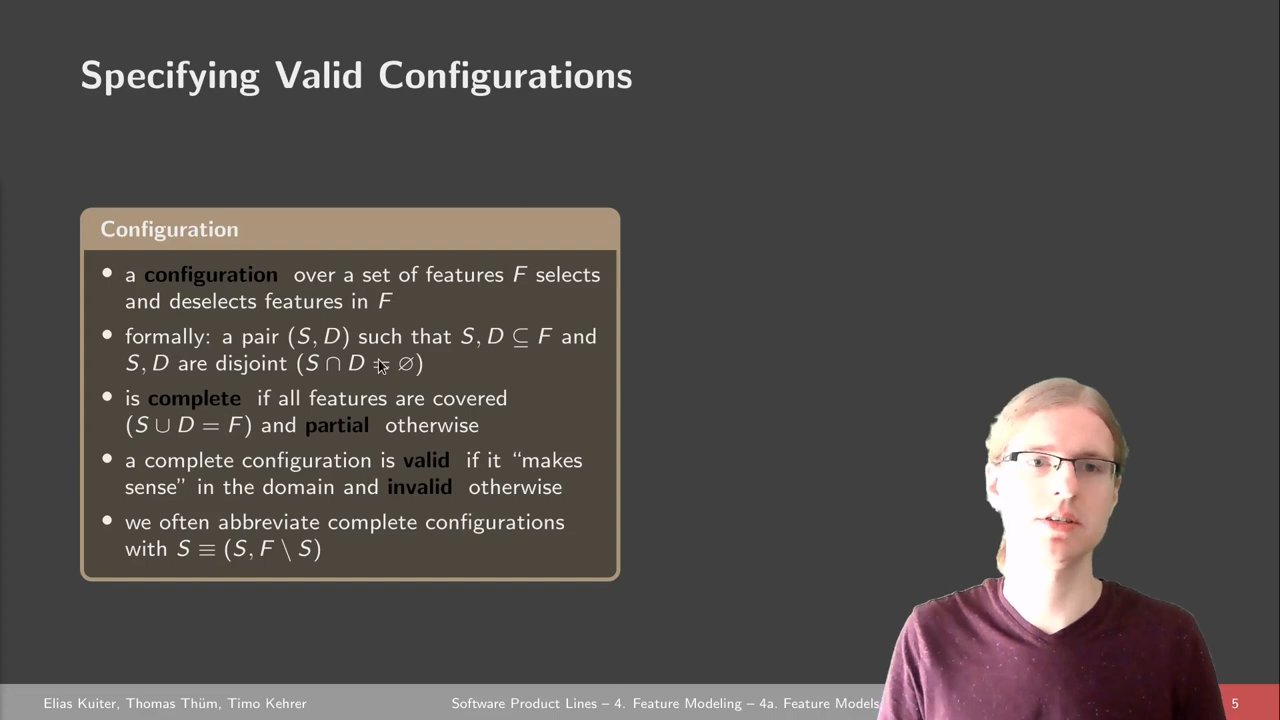 Specifying Valid Configurations
Configuration
• a configuration over a set of features F selects
and deselects features in F
• formally: a pair (S, D) such that S, D ⊆ F and
S, D are disjoint (S ∩ D = ∅)
• is complete if all features are covered
(S ∪ D = F) and partial otherwise
• a complete configuration is valid if it “makes
sense” in the domain and invalid otherwise
• we often abbreviate complete configurations
with S ≡ (S, F \ S)
Elias Kuiter, Thomas Thüm, Timo Kehrer
Software Product Lines – 4. Feature Modeling – 4a. Feature Models
5